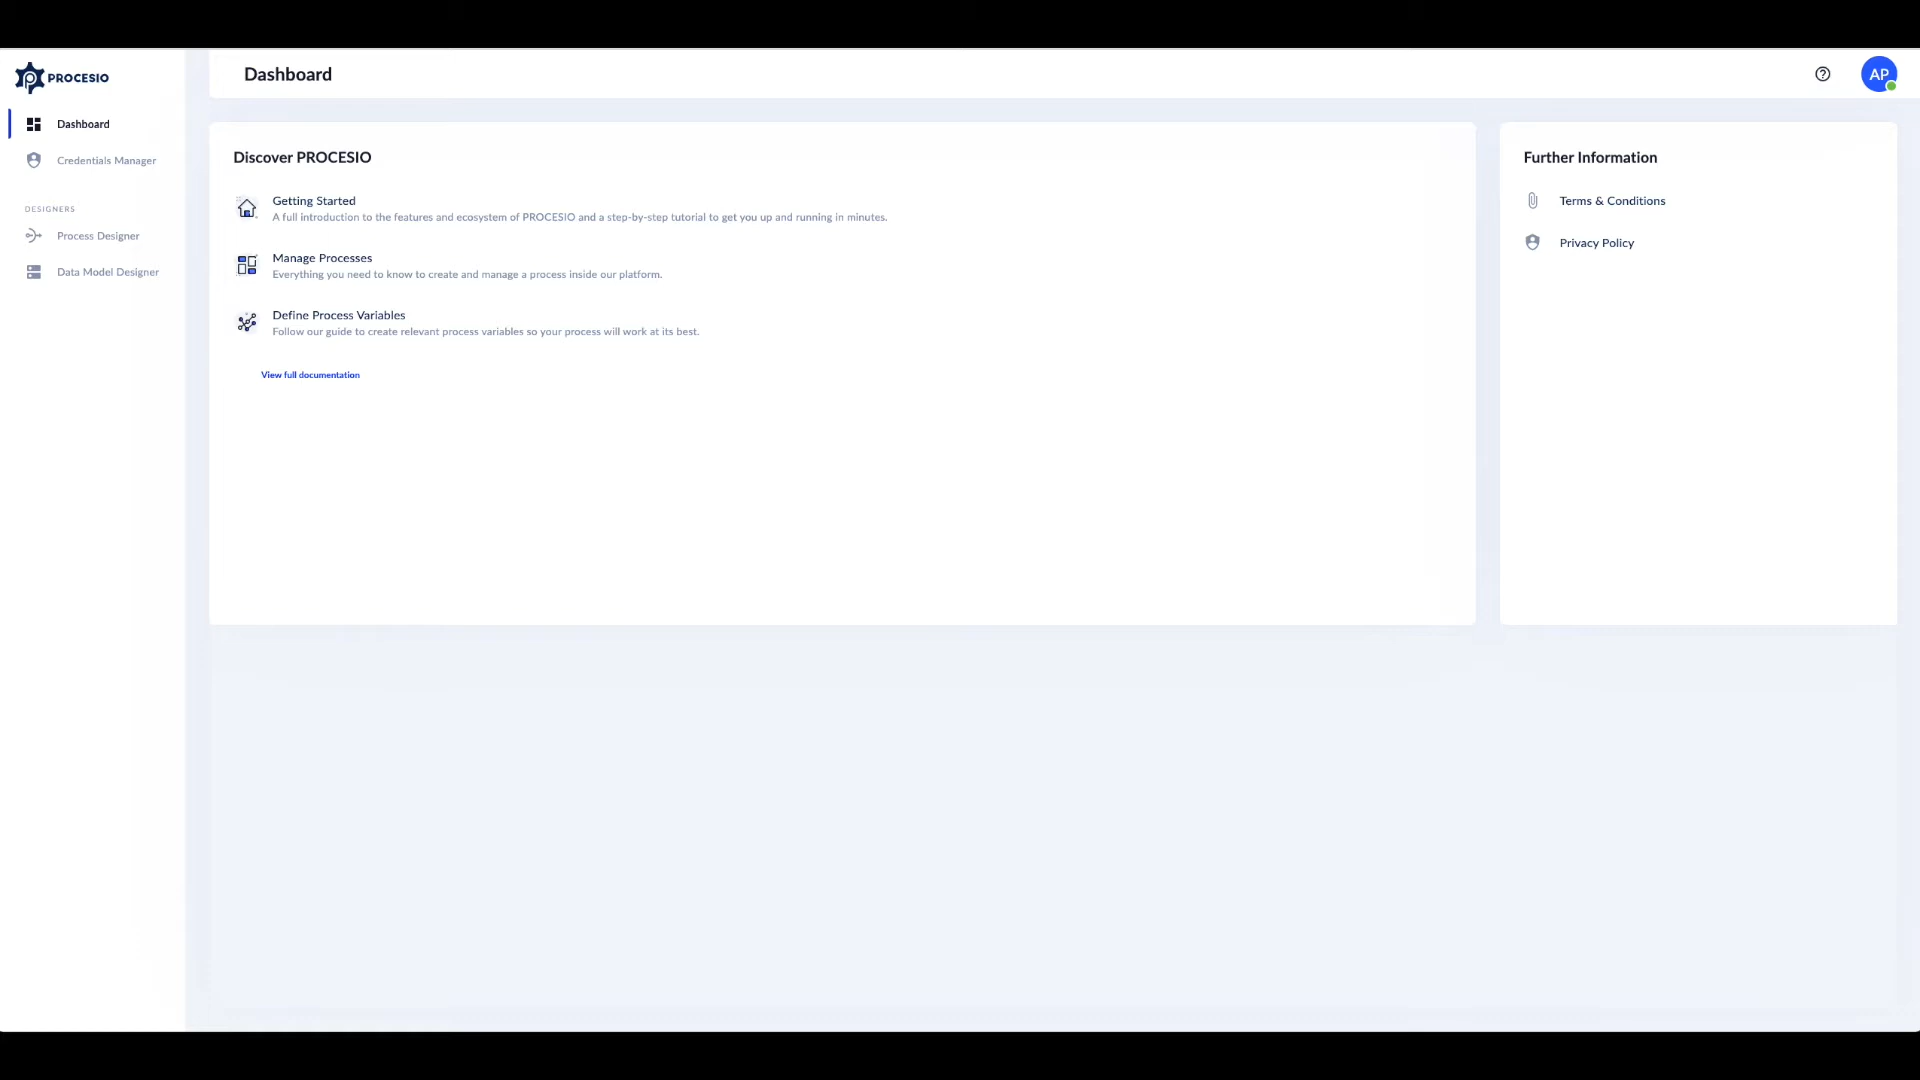 PROCESIO
Dashboard
Credentials Manager
DESIGNERS
Process Designer
Data Model Designer
Dashboard
AP
Discover PROCESIO
Getting Started
A full introduction to the features and ecosystem of PROCESIO and a step-by-step tutorial to get you up and running in minutes.
Manage Processes
Everything you need to know to create and manage a process inside our platform.
Define Process Variables
Follow our guide to create relevant process variables so your process will work at its best.
View full documentation
Further Information
Terms & Conditions
Privacy Policy